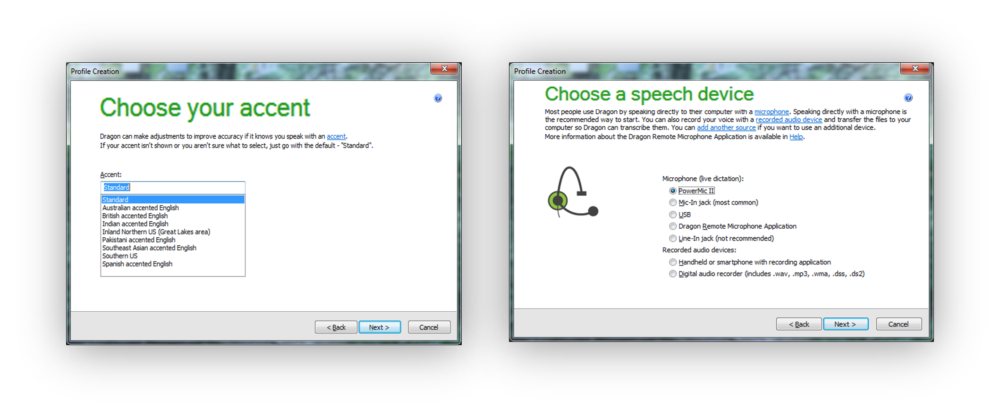 Profile Creation
X
Choose your accent
?
Dragon can make adjustments to improve accuracy if it knows you speak with an accent.
If your accent isn't shown or you aren't sure what to select, just go with the default - "Standard".
Accent:
Standard
Standard
Australian accented English
British accented English
Indian accented English
Inland Northern US (Great Lakes area)
Pakistani accented English
Southeast Asian accented English
Southern US
Spanish accented English
< Back
Next >
Cancel
Profile Creation
X
Choose a speech device
?
Most people use Dragon by speaking directly to their computer with a microphone. Speaking directly with a microphone is
the recommended way to start. You can also record your voice with a recorded audio device and transfer the files to your
computer so Dragon can transcribe them. You can add another source if you want to use an additional device.
More information about the Dragon Remote Microphone Application is available in Help.
Microphone (live dictation):
PowerMic II
Mic-In jack (most common)
USB
Dragon Remote Microphone Application
Line-In jack (not recommended)
Recorded audio devices:
Handheld or smartphone with recording application
Digital audio recorder (includes .wav, .mp3, .wma, .dss, .ds2)
< Back
Next >
Cancel